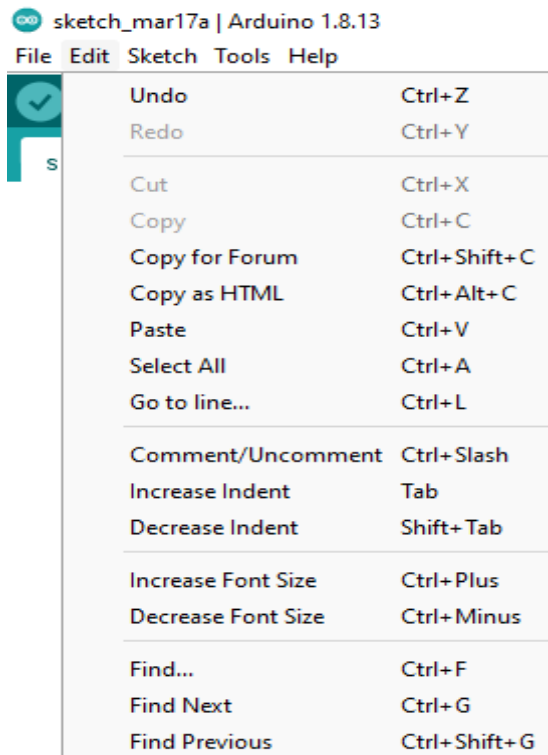 sketch_mar17a | Arduino 1.8.13
File Edit Sketch Tools Help
Undo Ctrl+Z
Redo Ctrl+Y
s
Cut Ctrl+X
Copy Ctrl+C
Copy for Forum Ctrl+Shift+C
Copy as HTML Ctrl+Alt+C
Paste Ctrl+V
Select All Ctrl+A
Go to line... Ctrl+L
Comment/Uncomment Ctrl+Slash
Increase Indent Tab
Decrease Indent Shift+Tab
Increase Font Size Ctrl+Plus
Decrease Font Size Ctrl+Minus
Find... Ctrl+F
Find Next Ctrl+G
Find Previous Ctrl+Shift+G